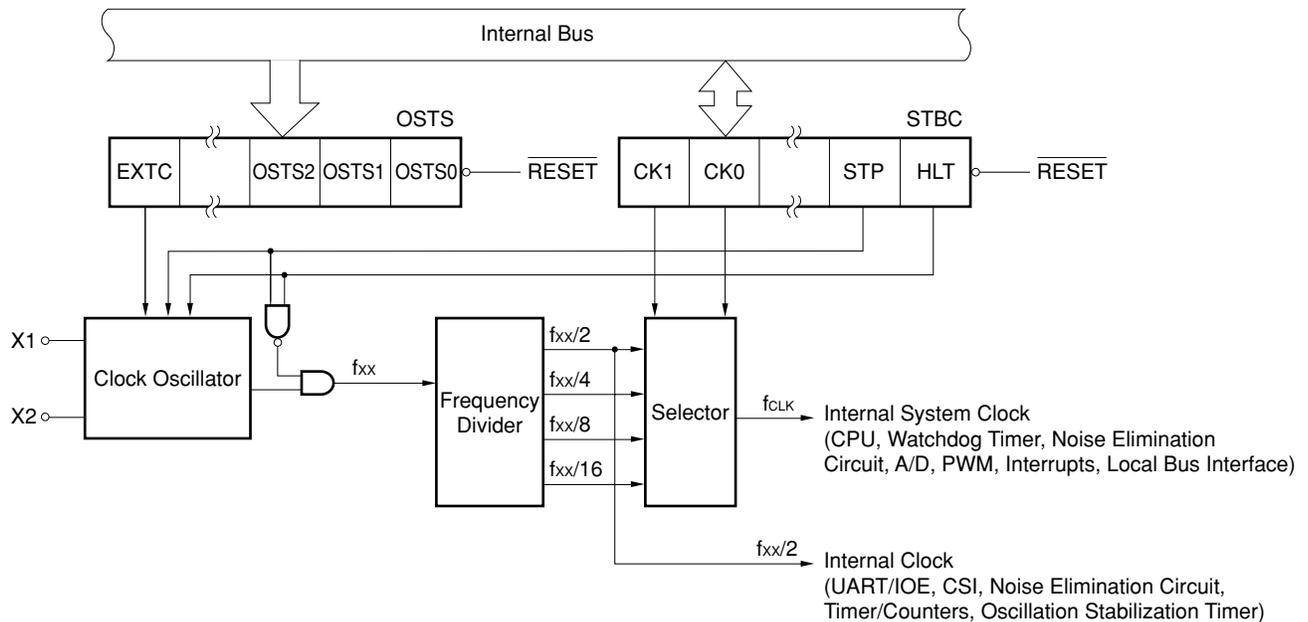 Internal Bus
OSTS
STBC
EXTC
OSTS2
OSTS1
OSTS0
RESET
CK1
CK0
STP
HLT
RESET
X1
X2
Clock Oscillator
fxx
Frequency
Divider
fxx/2
fxx/4
fxx/8
fxx/16
Selector
fCLK
Internal System Clock
(CPU, Watchdog Timer, Noise Elimination
Circuit, A/D, PWM, Interrupts, Local Bus Interface)
fxx/2
Internal Clock
(UART/IOE, CSI, Noise Elimination Circuit,
Timer/Counters, Oscillation Stabilization Timer)